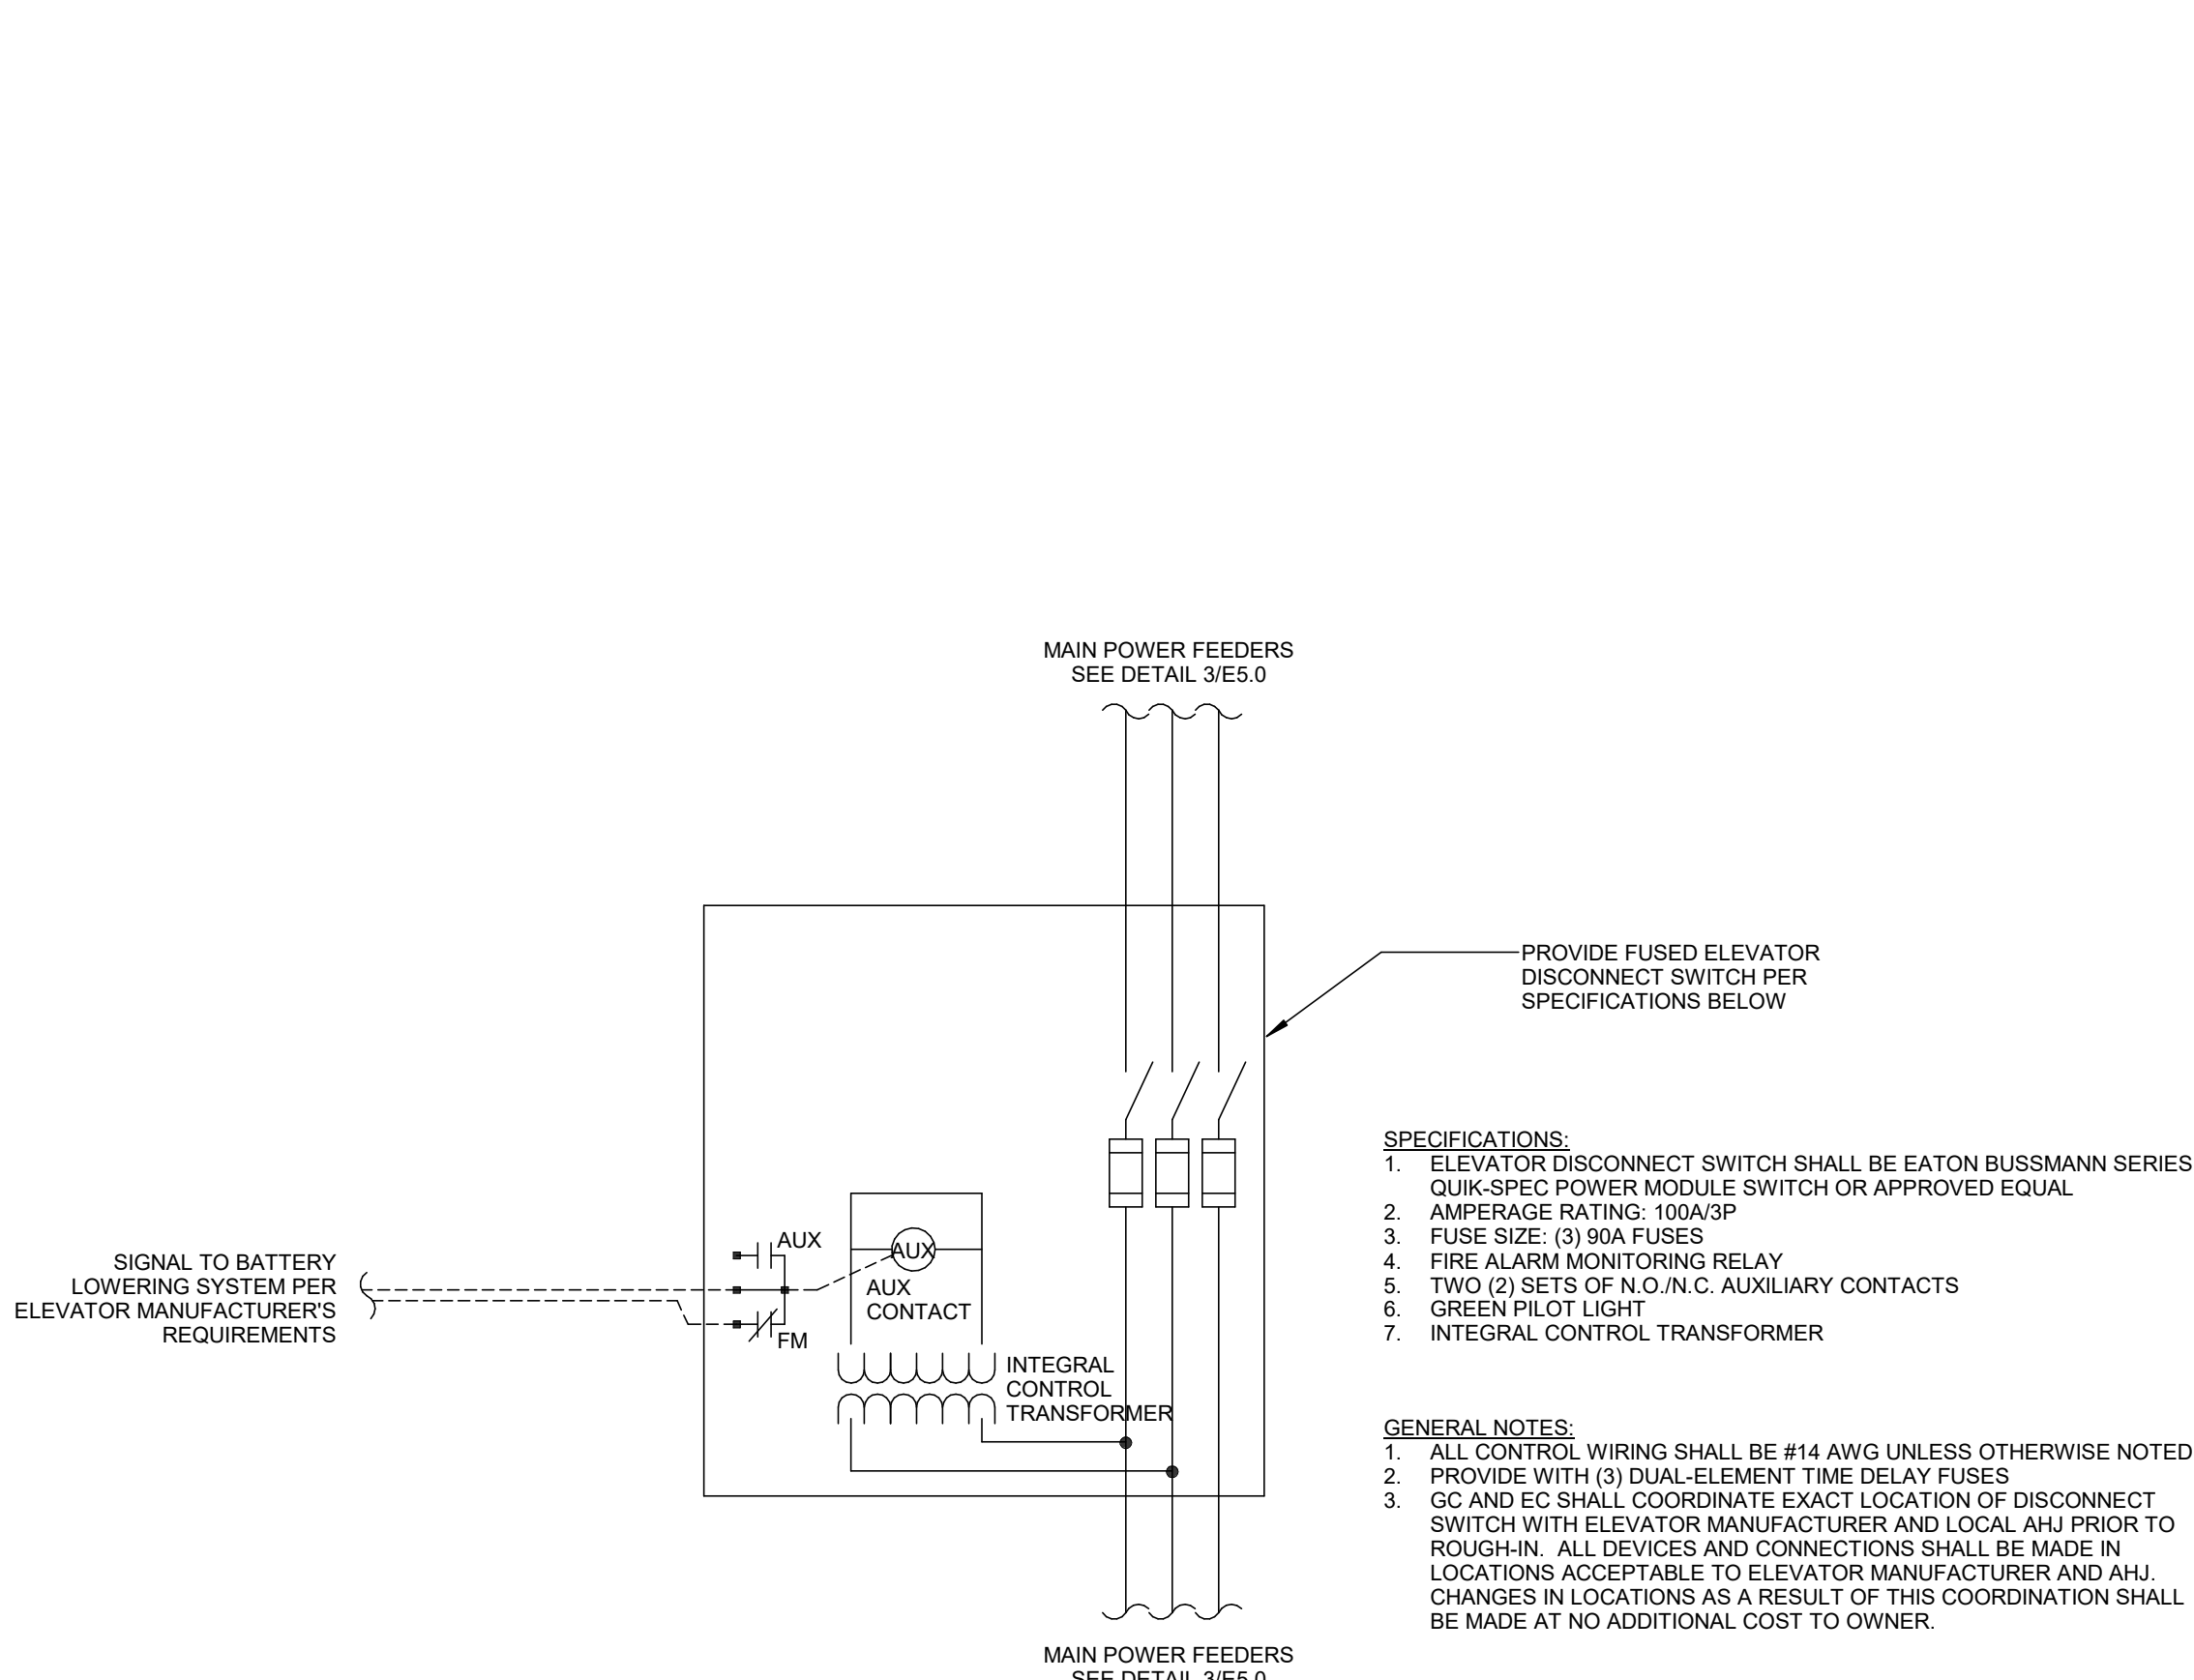 MAIN POWER FEEDERS
SEE DETAIL 3/E5.0
PROVIDE FUSED ELEVATOR
DISCONNECT SWITCH PER
SPECIFICATIONS BELOW
SPECIFICATIONS:
1. ELEVATOR DISCONNECT SWITCH SHALL BE EATON BUSSMANN SERIES
QUIK-SPEC POWER MODULE SWITCH OR APPROVED EQUAL
2. AMPERAGE RATING: 100A/3P
3. FUSE SIZE: (3) 90A FUSES
4. FIRE ALARM MONITORING RELAY
5. TWO (2) SETS OF N.O./N.C. AUXILIARY CONTACTS
6. GREEN PILOT LIGHT
7. INTEGRAL CONTROL TRANSFORMER
SIGNAL TO BATTERY
LOWERING SYSTEM PER
ELEVATOR MANUFACTURER'S
REQUIREMENTS
AUX
AUX
AUX
CONTACT
FM
INTEGRAL
CONTROL
TRANSFORMER
GENERAL NOTES:
1. ALL CONTROL WIRING SHALL BE #14 AWG UNLESS OTHERWISE NOTED
2. PROVIDE WITH (3) DUAL-ELEMENT TIME DELAY FUSES
3. GC AND EC SHALL COORDINATE EXACT LOCATION OF DISCONNECT
SWITCH WITH ELEVATOR MANUFACTURER AND LOCAL AHJ PRIOR TO
ROUGH-IN. ALL DEVICES AND CONNECTIONS SHALL BE MADE IN
LOCATIONS ACCEPTABLE TO ELEVATOR MANUFACTURER AND AHJ.
CHANGES IN LOCATIONS AS A RESULT OF THIS COORDINATION SHALL
BE MADE AT NO ADDITIONAL COST TO OWNER.
MAIN POWER FEEDERS
SEE DETAIL 3/E5.0